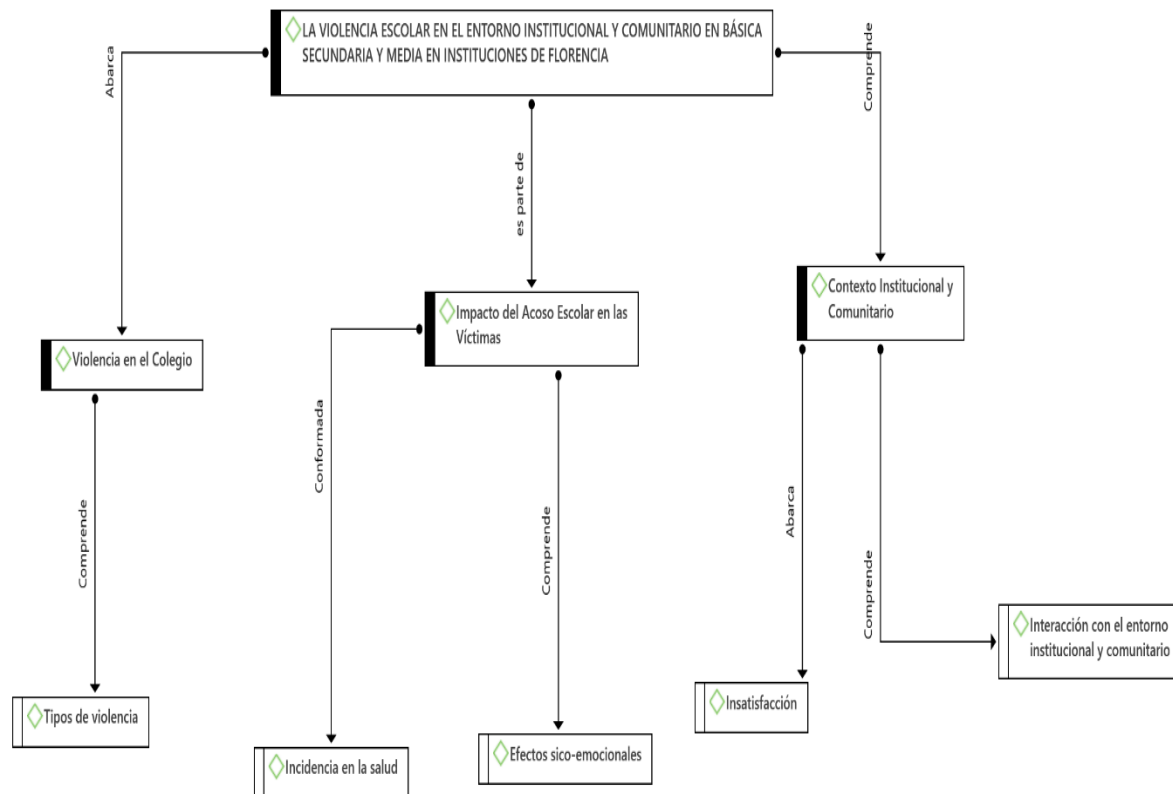 LA VIOLENCIA ESCOLAR EN EL ENTORNO INSTITUCIONAL Y COMUNITARIO EN BÁSICA
SECUNDARIA Y MEDIA EN INSTITUCIONES DE FLORENCIA
Abarca
es parte de
Comprende
Violencia en el Colegio
Impacto del Acoso Escolar en las
Víctimas
Contexto Institucional y
Comunitario
Comprende
Conformada
Comprende
Abarca
Comprende
Tipos de violencia
Incidencia en la salud
Efectos sico-emocionales
Insatisfacción
Interacción con el entorno
institucional y comunitario